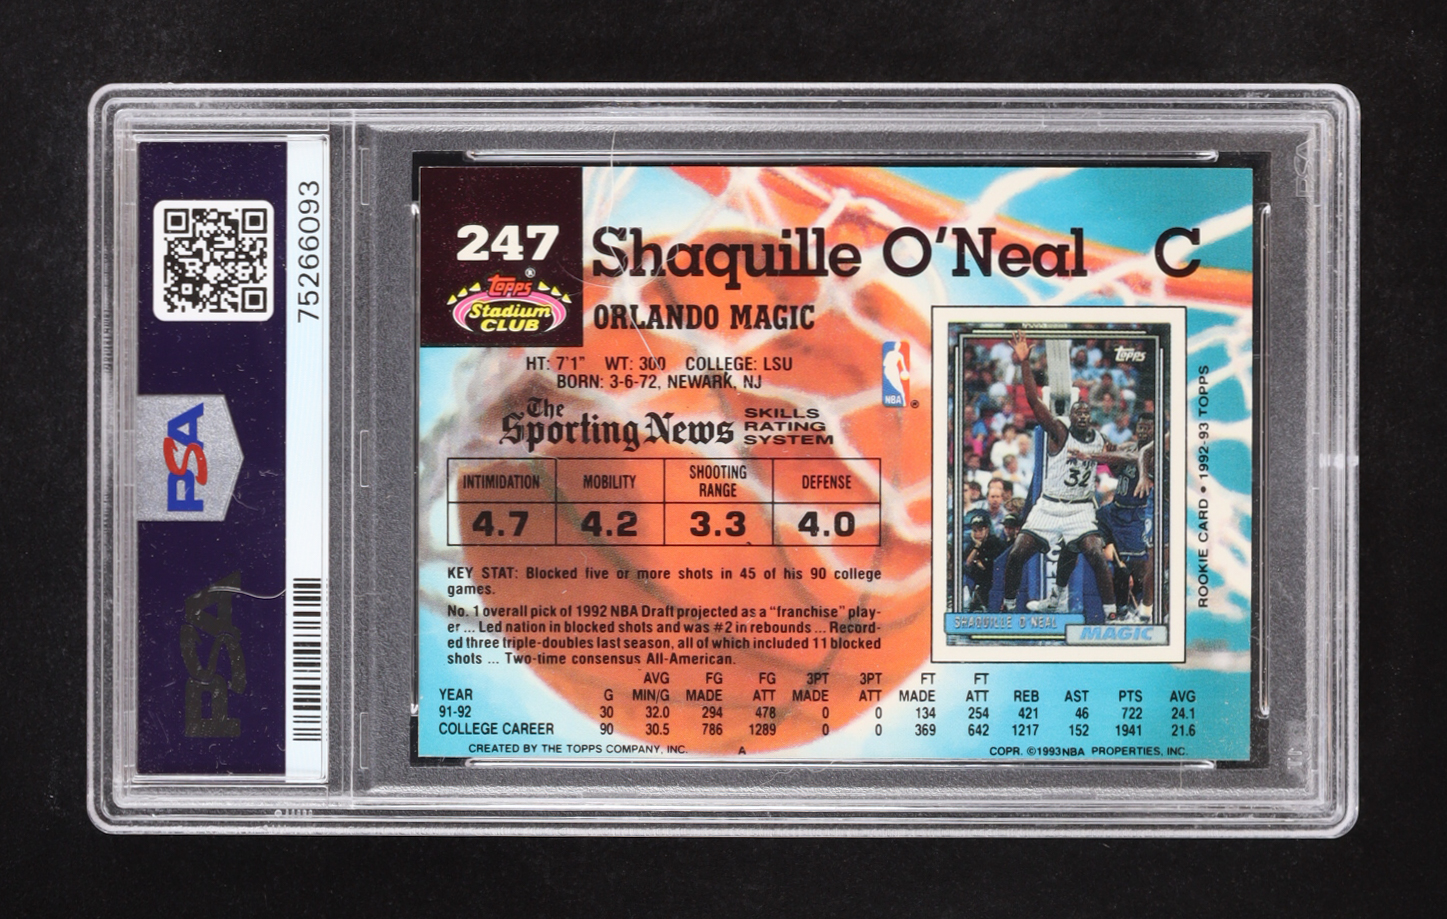 75266093
PSA
PSA
247
Topps®
Stadium
CLUB
Shaquille O'Neal C
ORLANDO MAGIC
HT: 7'1" WT: 300 COLLEGE: LSU
BORN: 3-6-72, NEWARK, NJ
NBA
The
Sporting News SKILLS
RATING
SYSTEM
INTIMIDATION MOBILITY SHOOTING RANGE DEFENSE
4.7 4.2 3.3 4.0
KEY STAT: Blocked five or more shots in 45 of his 90 college
games.
No. 1 overall pick of 1992 NBA Draft projected as a "franchise" play-
er ... Led nation in blocked shots and was #2 in rebounds ... Record-
ed three triple-doubles last season, all of which included 11 blocked
shots ... Two-time consensus All-American.
Topps
32
SHAQUILLE O'NEAL
MAGIC
ROOKIE CARD • 1992-93 TOPPS
AVG FG FG 3PT 3PT FT FT
YEAR G MIN/G MADE ATT MADE ATT MADE ATT REB AST PTS AVG
91-92 30 32.0 294 478 0 0 134 254 421 46 722 24.1
COLLEGE CAREER 90 30.5 786 1289 0 0 369 642 1217 152 1941 21.6
CREATED BY THE TOPPS COMPANY, INC. A COPR. ©1993 NBA PROPERTIES, INC.